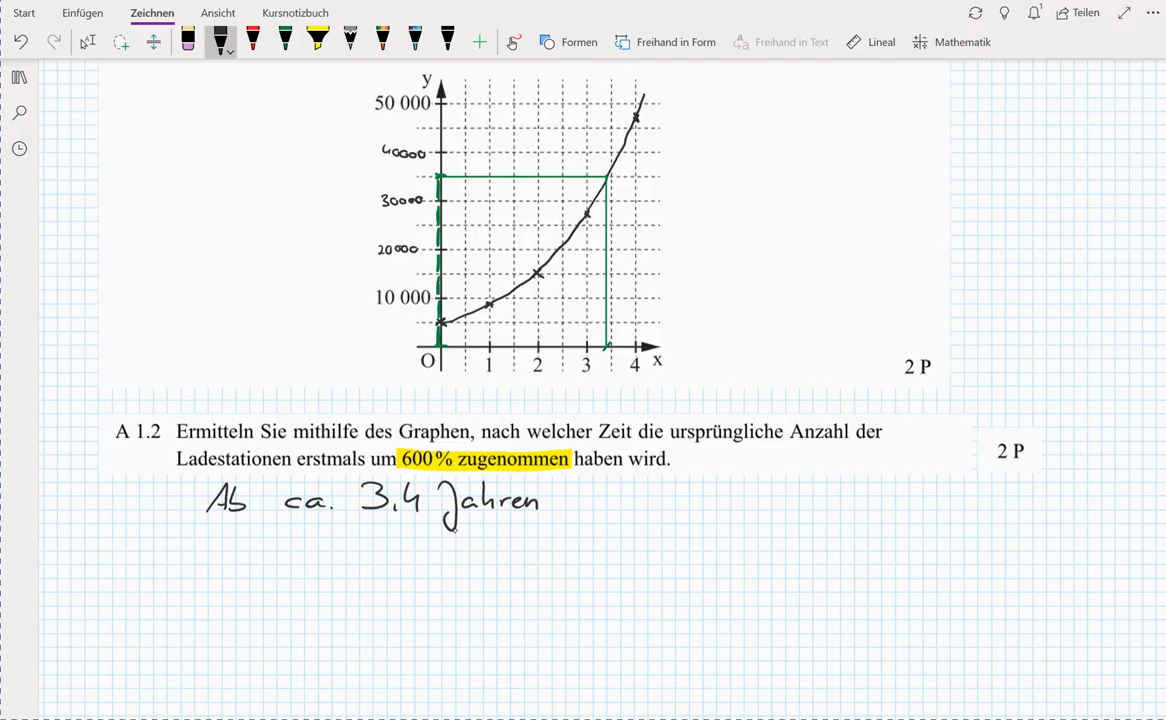 Start Einfügen Zeichnen Ansicht Kursnotizbuch 1 Teilen
Formen Freihand in Form Freihand in Text Lineal Mathematik
y
50 000
40000
30000
20000
10 000
O 1 2 3 4 x
2 P
A 1.2 Ermitteln Sie mithilfe des Graphen, nach welcher Zeit die ursprüngliche Anzahl der
Ladestationen erstmals um 600% zugenommen haben wird. 2 P
Ab ca. 3,4 Jahren